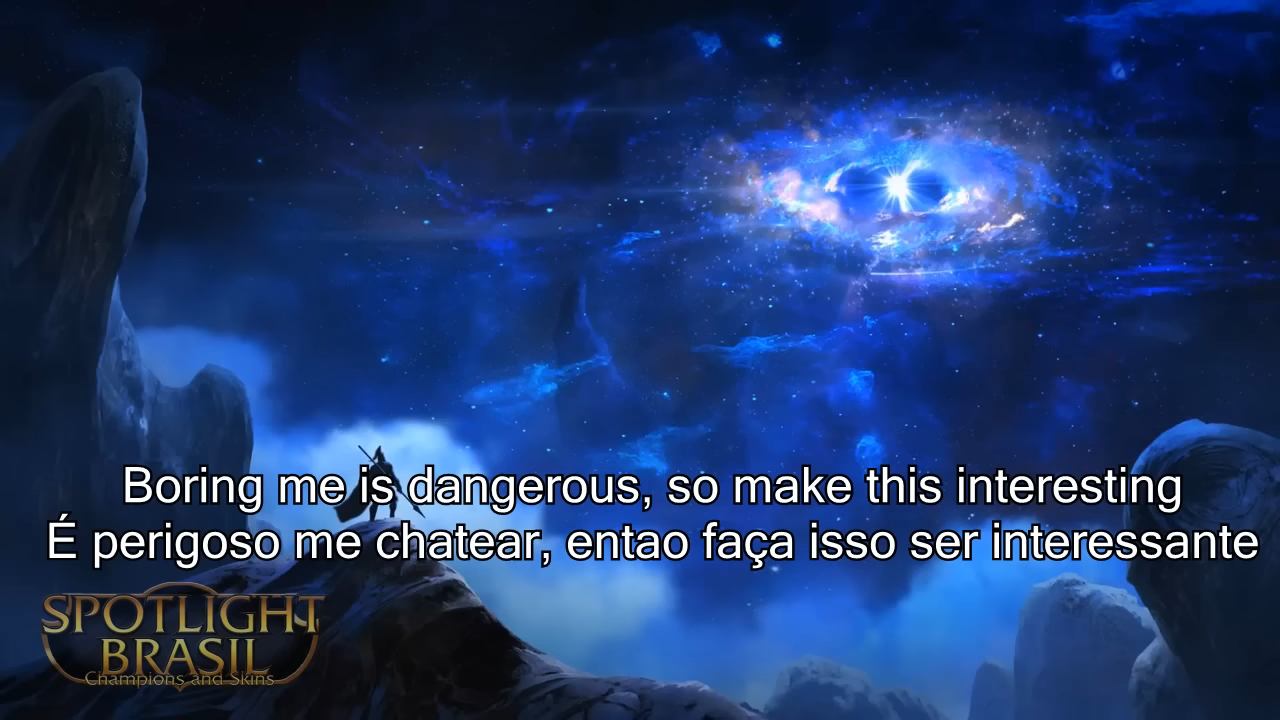 Boring me is dangerous, so make this interesting
É perigoso me chatear, entao faça isso ser interessante
SPOTLIGHT
BRASIL
Champions and Skins